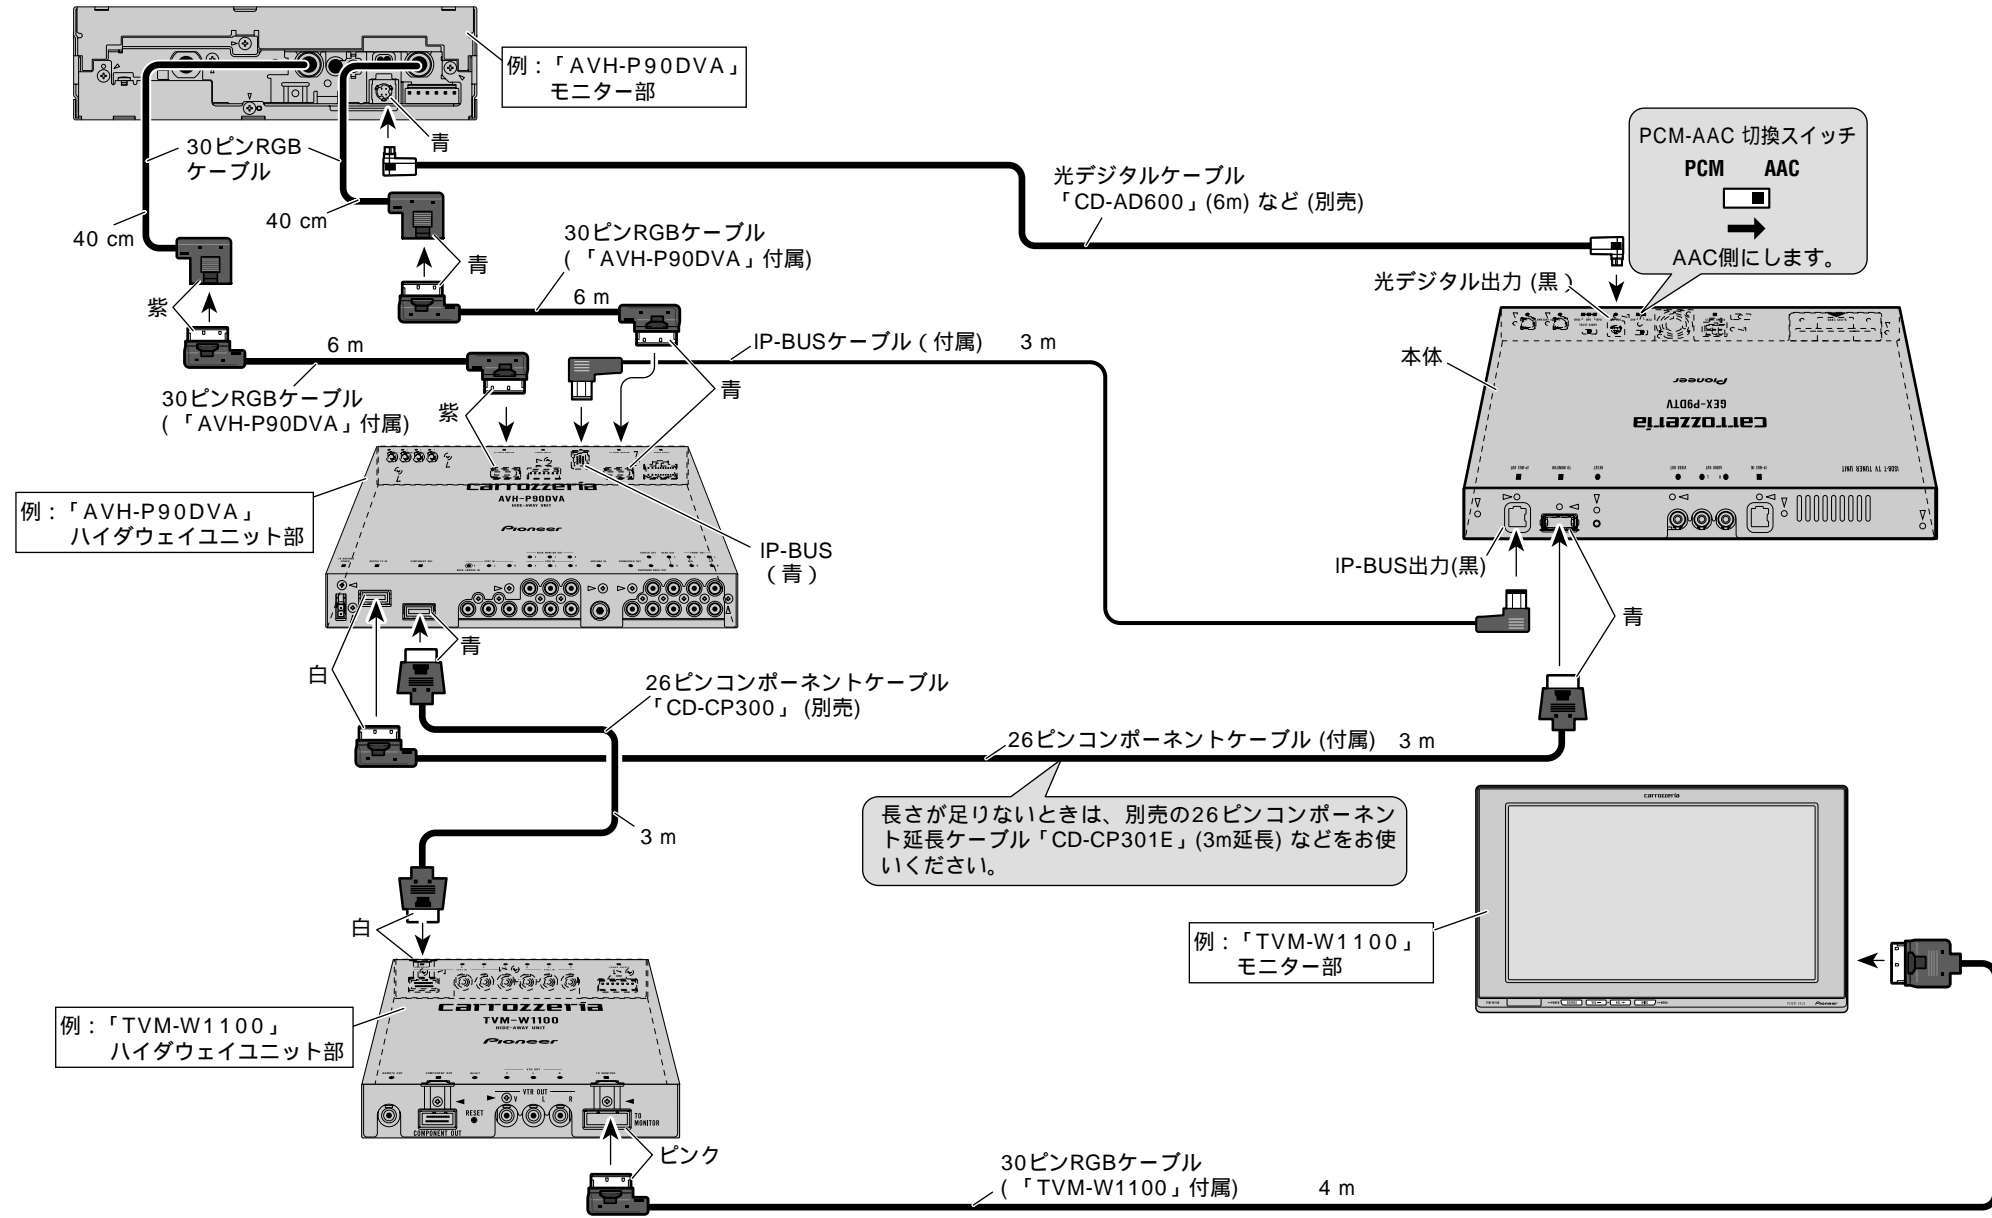 例：「AVH-P90DVA」
モニター部
青
30ピンRGB
ケーブル
40 cm
40 cm
青
紫
30ピンRGBケーブル
(「AVH-P90DVA」付属)
6 m
6 m
30ピンRGBケーブル
(「AVH-P90DVA」付属)
紫
青
IP-BUSケーブル（付属） 3 m
光デジタルケーブル
「CD-AD600」(6m) など (別売)
PCM-AAC 切換スイッチ
PCM AAC
AAC側にします。
光デジタル出力 (黒)
本体
Pioneer
GEX-P9DTV
carrozzeria
ISDB-T TV TUNER UNIT
IP-BUS出力(黒)
青
例：「AVH-P90DVA」
ハイダウェイユニット部
carrozzeria
AVH-P90DVA
HIDE-AWAY UNIT
Pioneer
IP-BUS
（青）
白
青
26ピンコンポーネントケーブル
「CD-CP300」 (別売)
26ピンコンポーネントケーブル (付属) 3 m
長さが足りないときは、別売の26ピンコンポーネン
ト延長ケーブル「CD-CP301E」(3m延長) などをお使
いください。
3 m
白
carrozzeria
Pioneer
例：「TVM-W1100」
モニター部
例：「TVM-W1100」
ハイダウェイユニット部
carrozzeria
TVM-W1100
HIDE-AWAY UNIT
Pioneer
COMPONENT OUT
RESET
VTR OUT
V L R
TO
MONITOR
ピンク
30ピンRGBケーブル
(「TVM-W1100」付属) 4 m